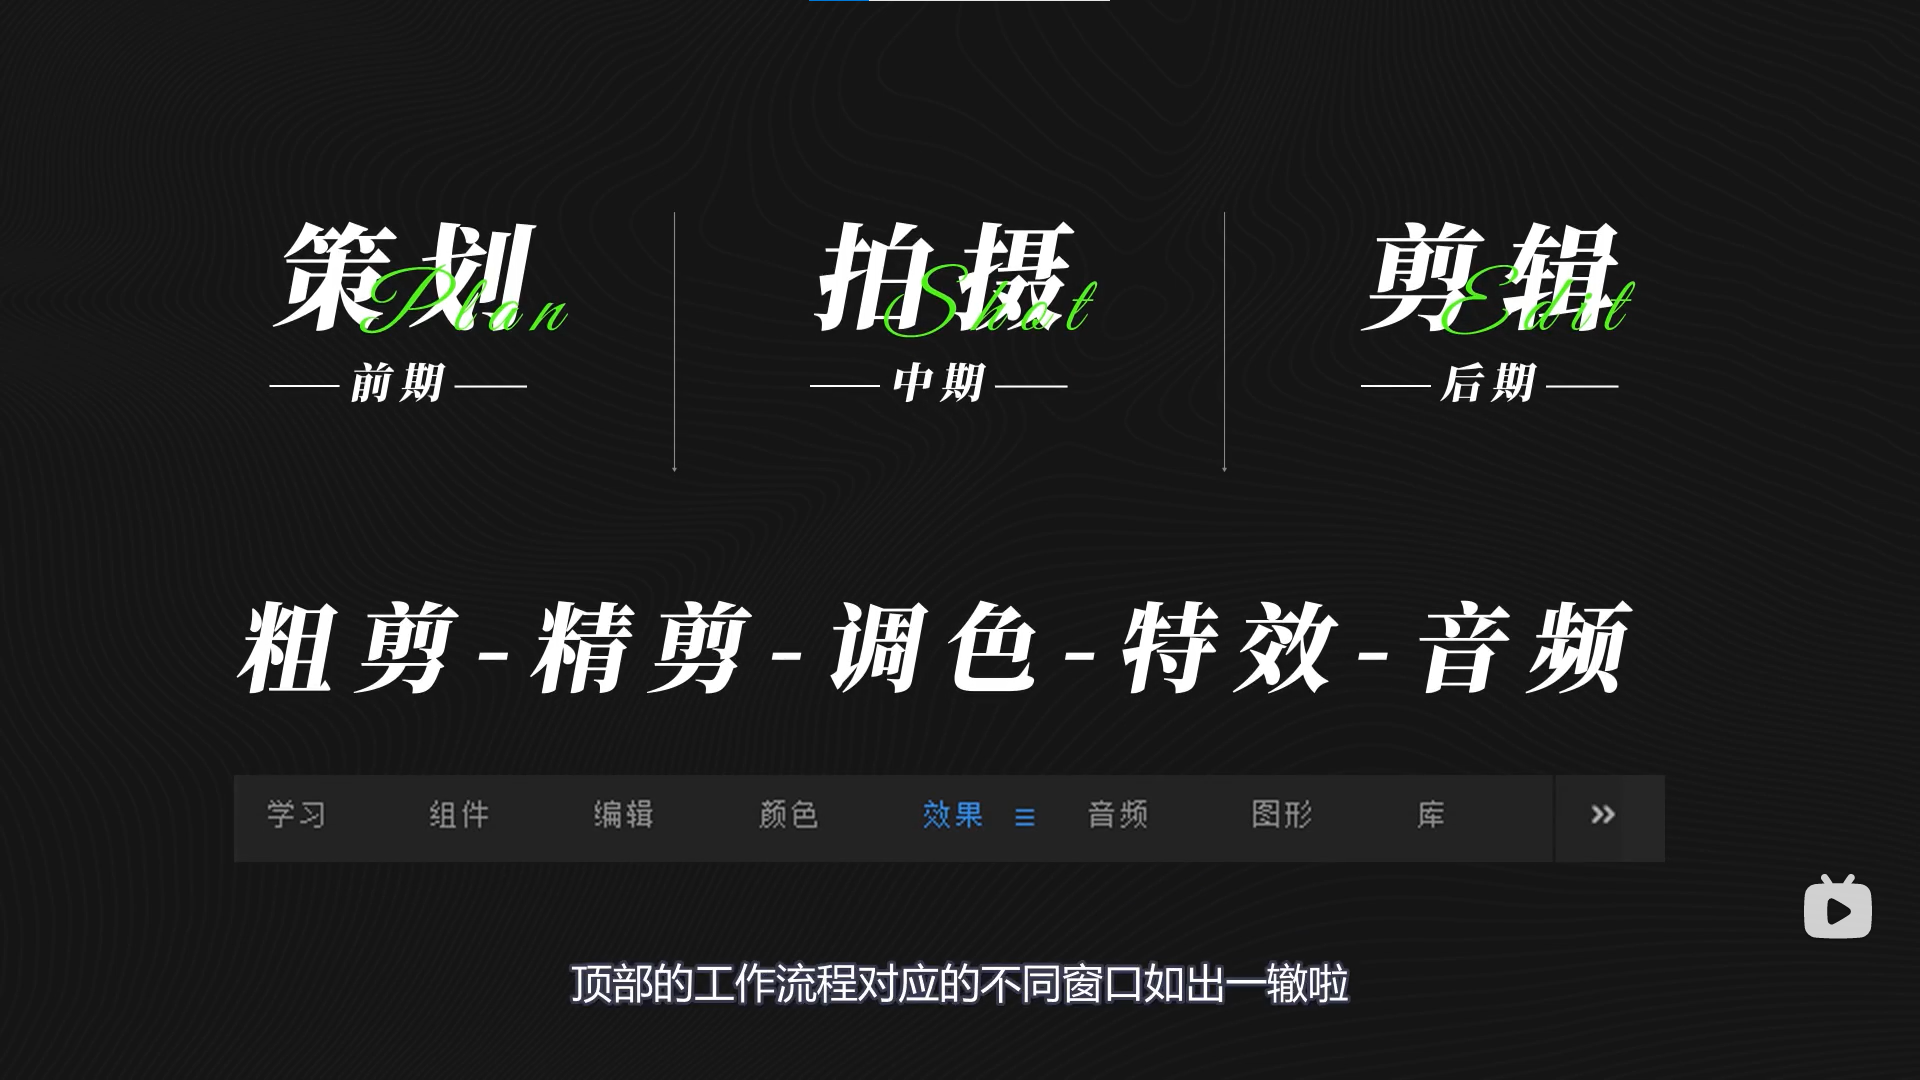 策划 拍摄 剪辑
Plan Shot Edit
前期 中期 后期
粗剪-精剪-调色-特效-音频
学习 组件 编辑 颜色 效果 ≡ 音频 图形 库 »
顶部的工作流程对应的不同窗口如出一辙啦